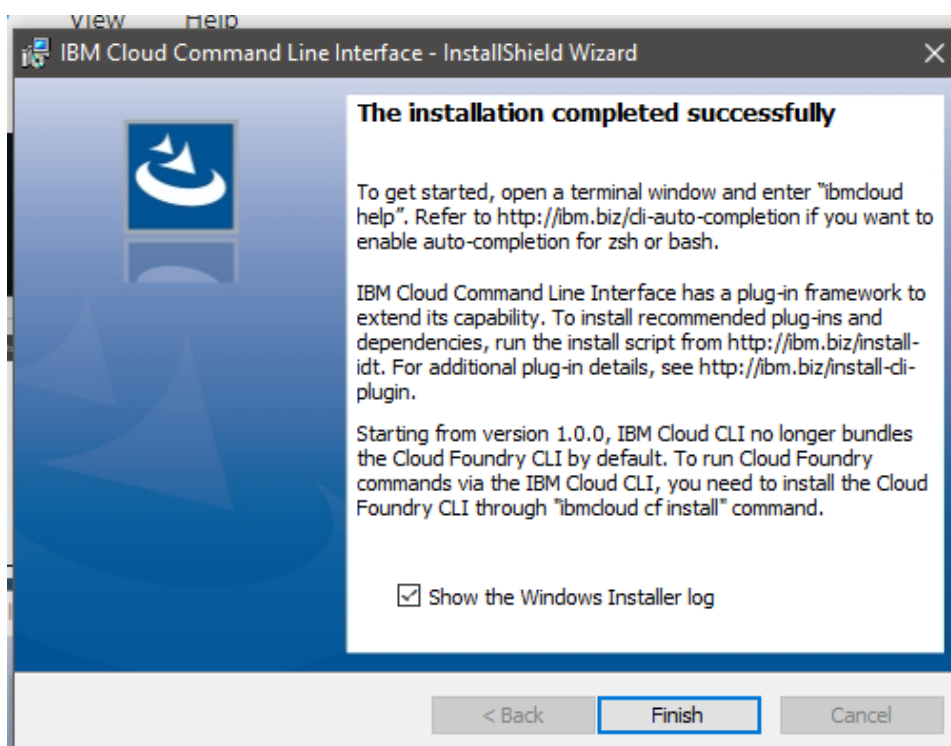 View Help
IBM Cloud Command Line Interface - InstallShield Wizard
The installation completed successfully
To get started, open a terminal window and enter "ibmcloud
help". Refer to http://ibm.biz/cli-auto-completion if you want to
enable auto-completion for zsh or bash.
IBM Cloud Command Line Interface has a plug-in framework to
extend its capability. To install recommended plug-ins and
dependencies, run the install script from http://ibm.biz/install-
idt. For additional plug-in details, see http://ibm.biz/install-cli-
plugin.
Starting from version 1.0.0, IBM Cloud CLI no longer bundles
the Cloud Foundry CLI by default. To run Cloud Foundry
commands via the IBM Cloud CLI, you need to install the Cloud
Foundry CLI through "ibmcloud cf install" command.
Show the Windows Installer log
< Back Finish Cancel